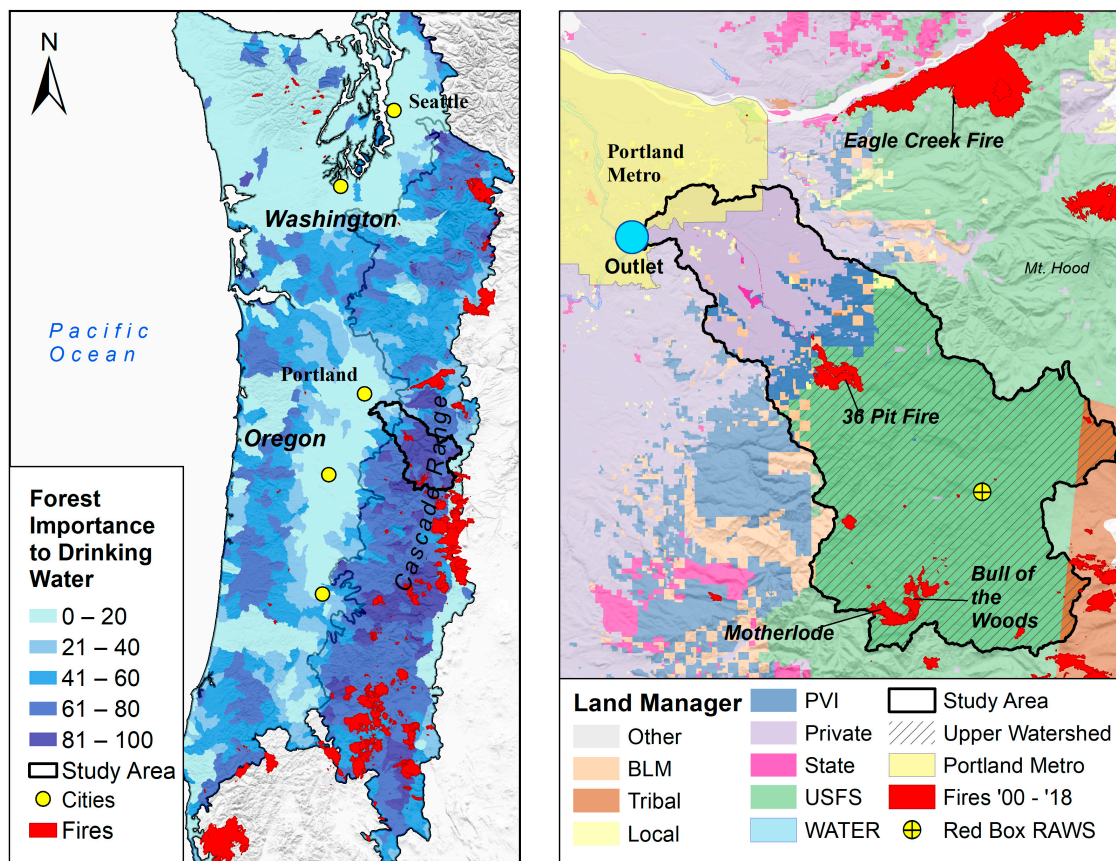 N
Seattle
Washington
Pacific
Ocean
Portland
Oregon
Cascade Range
Forest
Importance
to Drinking
Water
0 – 20
21 – 40
41 – 60
61 – 80
81 – 100
Study Area
Cities
Fires
Eagle Creek Fire
Portland
Metro
Outlet
Mt. Hood
36 Pit Fire
Bull of
the
Woods
Motherlode
Land Manager
Other
BLM
Tribal
Local
PVI
Private
State
USFS
WATER
Study Area
Upper Watershed
Portland Metro
Fires '00 - '18
Red Box RAWS